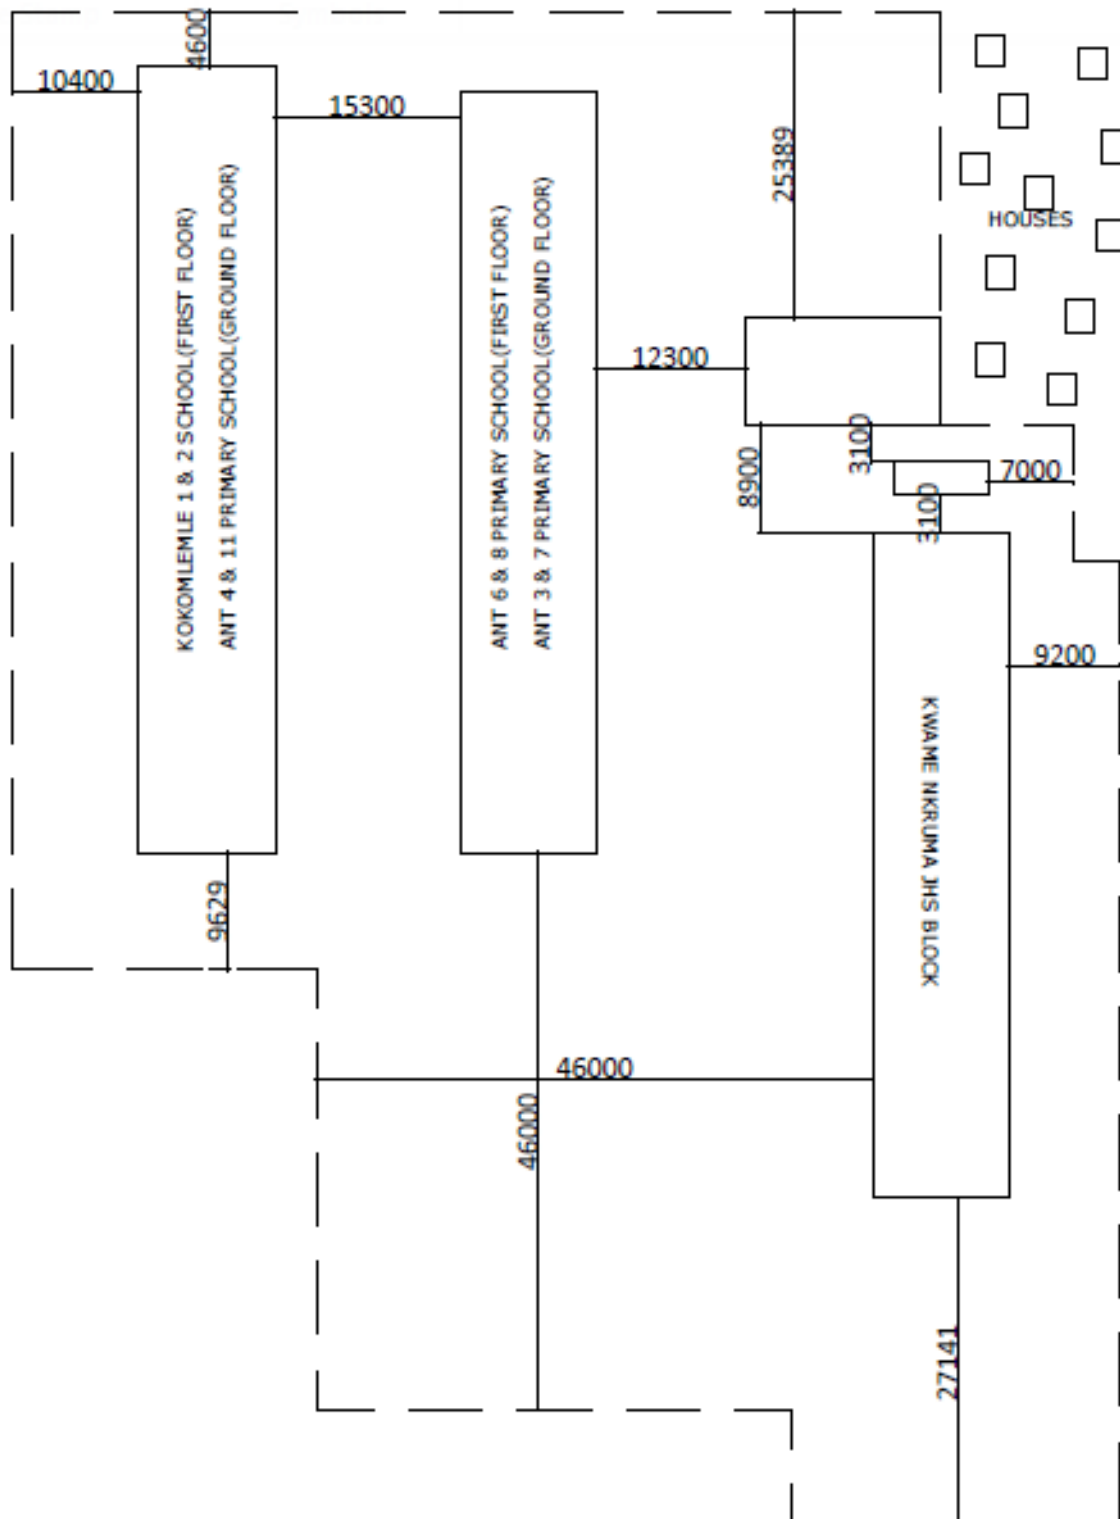 4600
10400
15300
25389
HOUSES
KOKOMLEMLE 1 & 2 SCHOOL(FIRST FLOOR)
ANT 4 & 11 PRIMARY SCHOOL(GROUND FLOOR)
ANT 6 & 8 PRIMARY SCHOOL(FIRST FLOOR)
ANT 3 & 7 PRIMARY SCHOOL(GROUND FLOOR)
12300
3100
8900
7000
3100
9200
KWAME NKRUMA JHS BLOCK
9629
46000
46000
27141